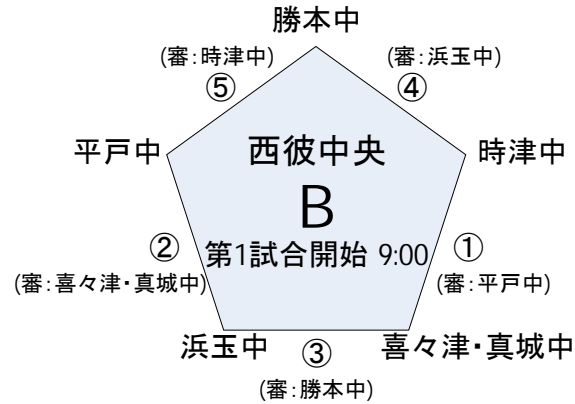 勝本中
(審:時津中)
(審:浜玉中)
⑤
④
平戸中
西彼中央
時津中
B
②
第1試合開始 9:00
①
(審:喜々津・真城中)
(審:平戸中)
浜玉中
③
喜々津・真城中
(審:勝本中)